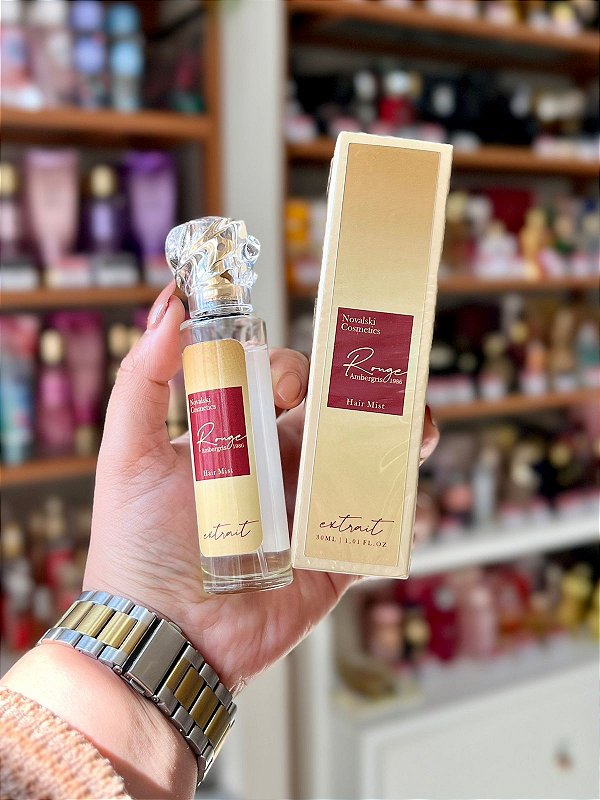 Novalski
Cosmetics
Rouge
Ambergris 1986
Hair Mist
extrait
Novalski
Cosmetics
Rouge
Ambergris 1986
Hair Mist
extrait
30ML | 1.01 FL.OZ